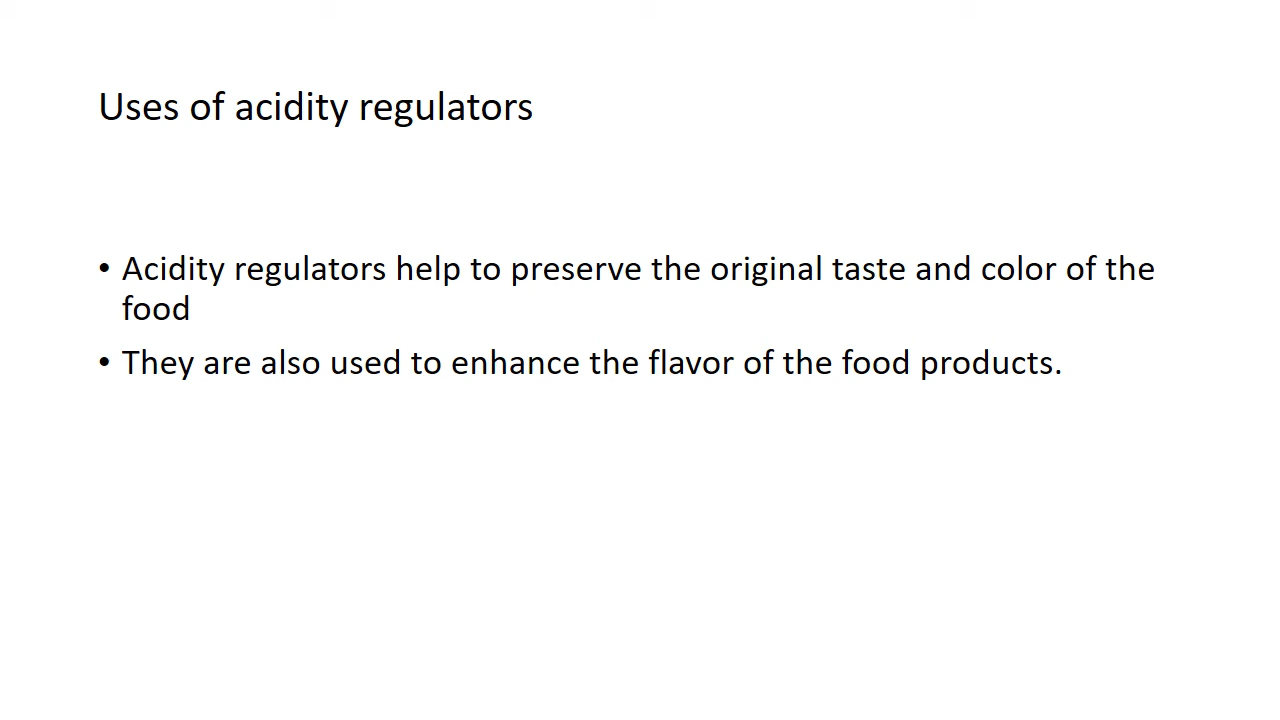 Uses of acidity regulators
• Acidity regulators help to preserve the original taste and color of the
food
• They are also used to enhance the flavor of the food products.